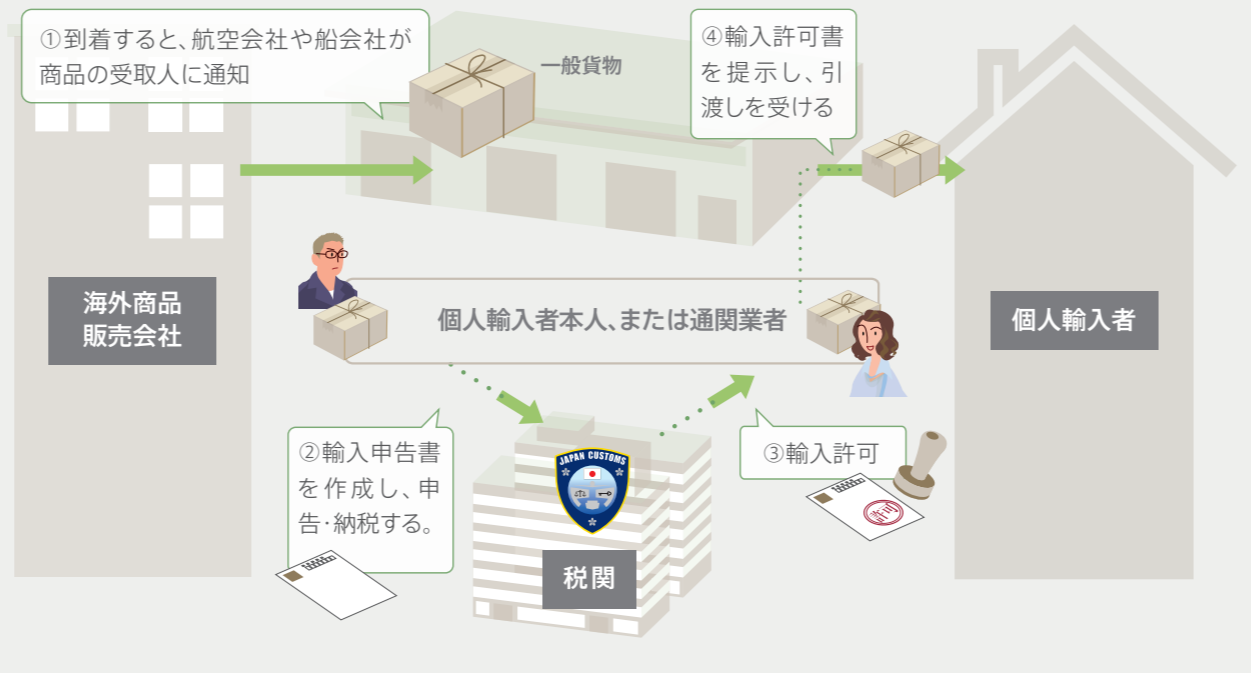 ①到着すると、航空会社や船会社が
商品の受取人に通知
一般貨物
④輸入許可書
を提示し、引
渡しを受ける
海外商品
販売会社
個人輸入者本人、または通関業者
個人輸入者
②輸入申告書
を作成し、申
告・納税する。
③輸入許可
JAPAN CUSTOMS
税関
許可